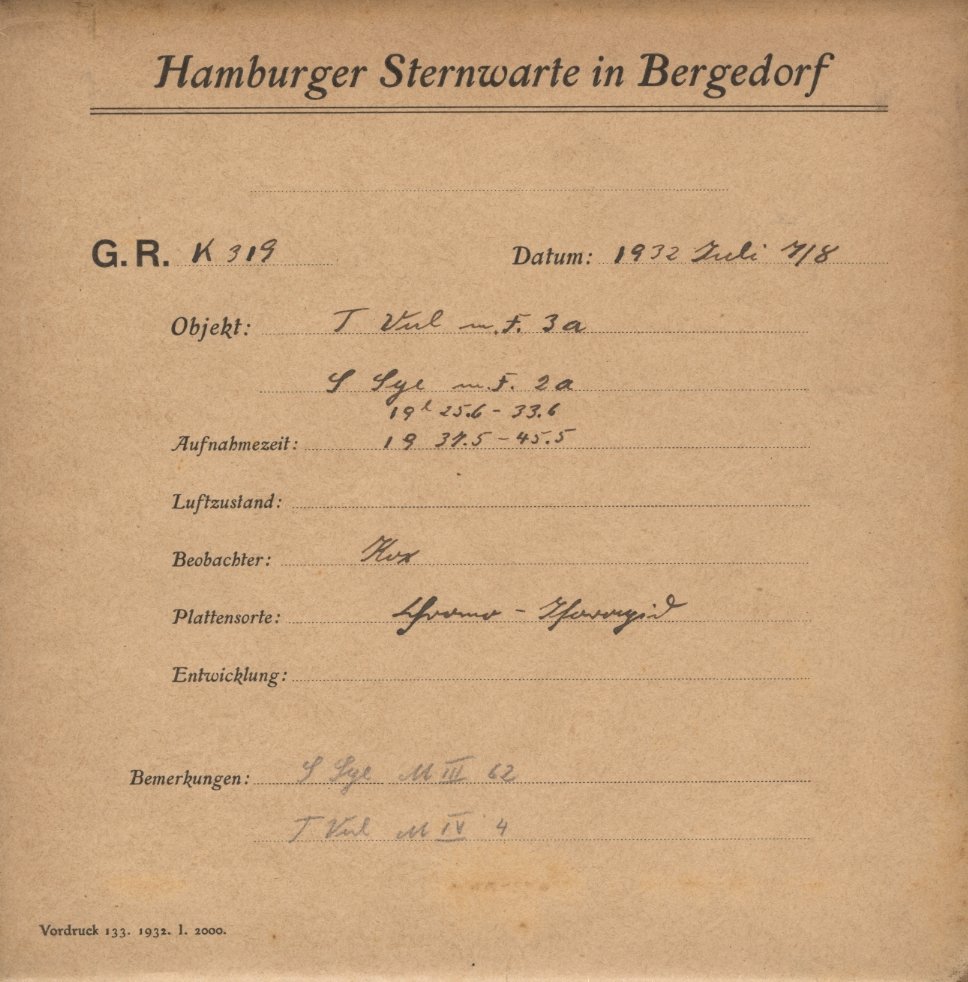 Hamburger Sternwarte in Bergedorf
G. R. K 319 Datum: 1932 Juli 7/8
Objekt: T Vul m. F. 3a
S Sge m. F. 2a
19h 25.6 - 33.6
Aufnahmezeit: 19 37.5 - 45.5
Luftzustand:
Beobachter: Kox
Plattensorte: Chromo -
Entwicklung:
Bemerkungen: S Sge M III 62
T Vul M IV 4
Vordruck 133. 1932. I. 2000.